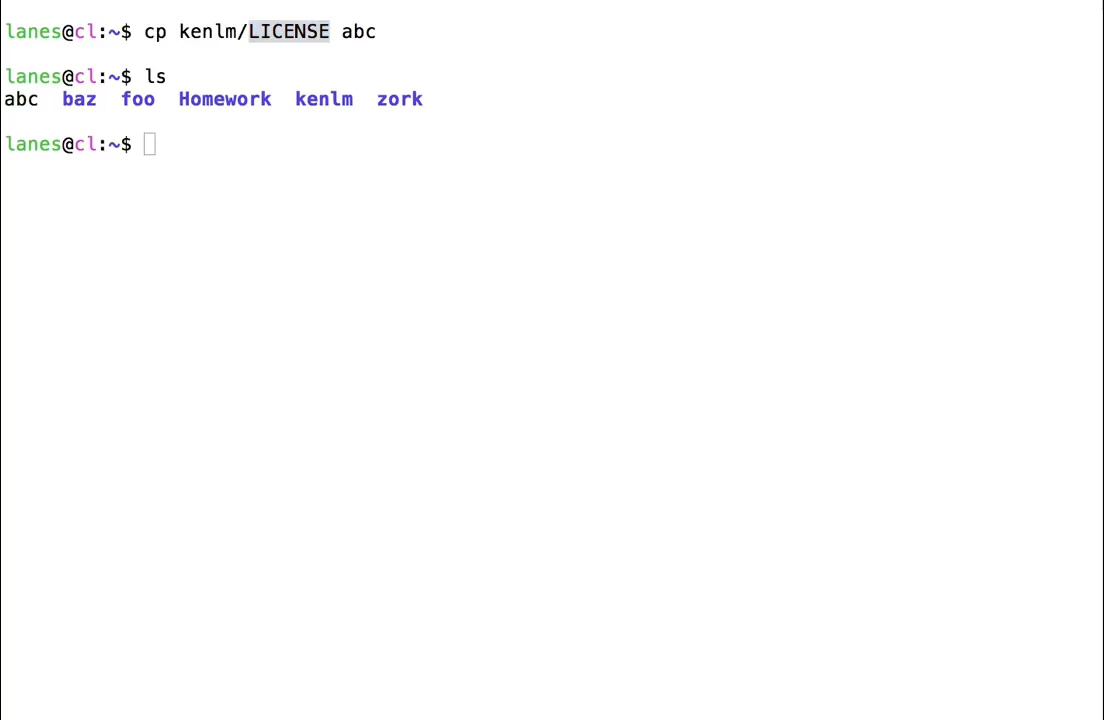 lanes@cl:~$ cp kenlm/LICENSE abc
lanes@cl:~$ ls
abc  baz  foo  Homework  kenlm  zork
lanes@cl:~$